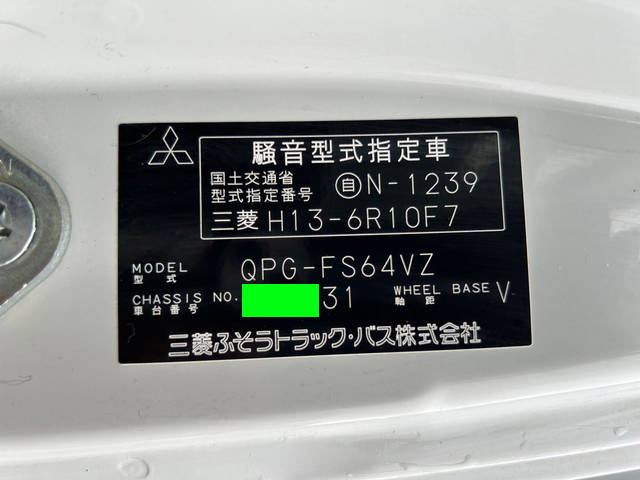 騒音型式指定車
国土交通省
型式指定番号 自N-1239
三菱 H13-6R10F7
MODEL
型式 QPG-FS64VZ
CHASSIS NO. 31 WHEEL BASE V
車台番号 軸距
三菱ふそうトラック・バス株式会社